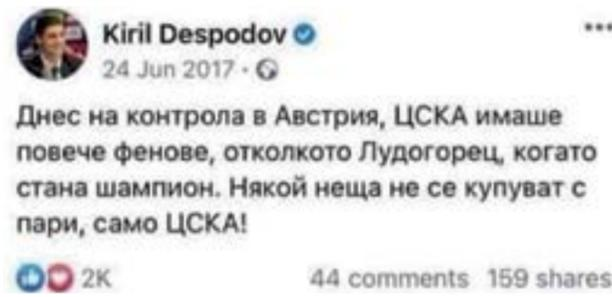 Kiril Despodov
24 Jun 2017 ·
Днес на контрола в Австрия, ЦСКА имаше
повече фенове, отколкото Лудогорец, когато
стана шампион. Някой неща не се купуват с
пари, само ЦСКА!
2K 44 comments 159 shares